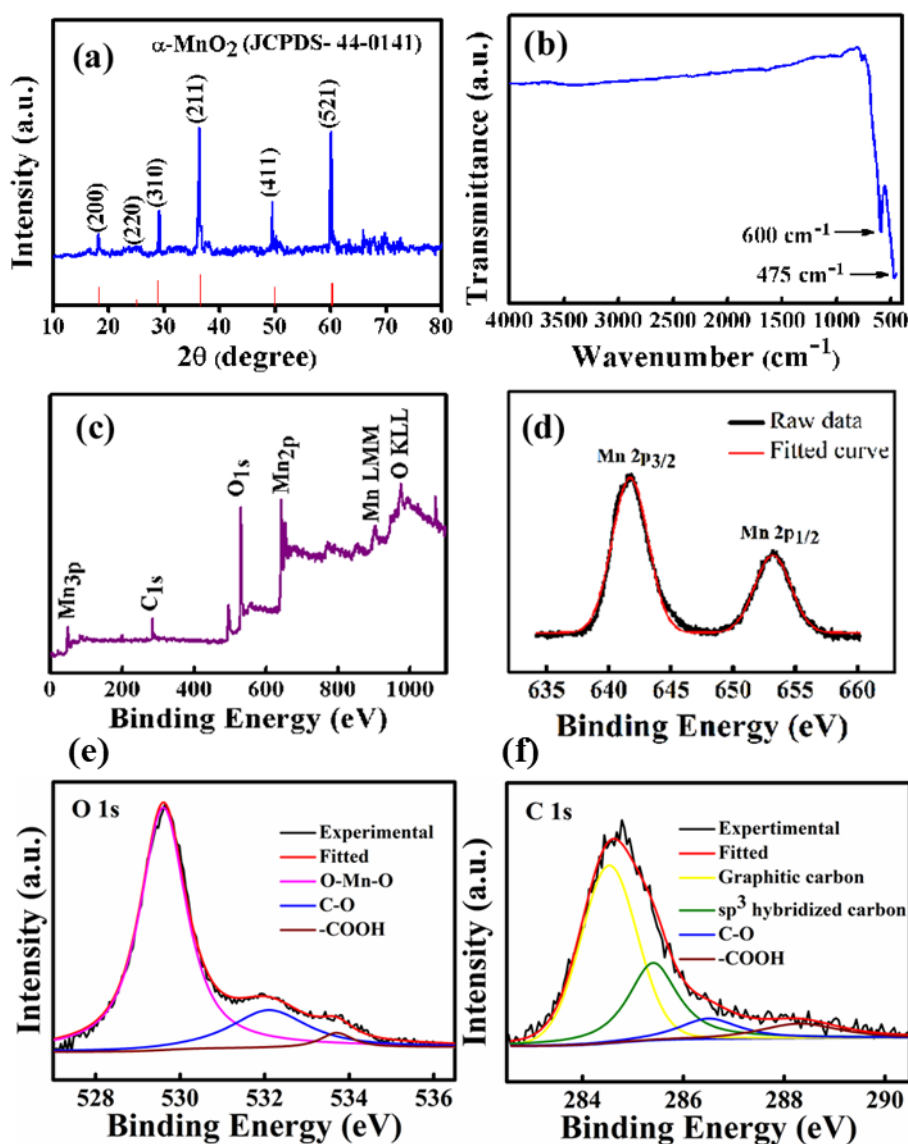 (a)
α-MnO₂ (JCPDS- 44-0141)
(200)
(220)
(310)
(211)
(411)
(521)
Intensity (a.u.)
10 20 30 40 50 60 70 80
2θ (degree)
(b)
Transmittance (a.u.)
600 cm⁻¹
475 cm⁻¹
4000 3000 2000 1000 500
Wavenumber (cm⁻¹)
(c)
Mn3p
C1s
O1s
Mn2p
Mn LMM
O KLL
Intensity (a.u.)
0 200 400 600 800 1000
Binding Energy (eV)
(d)
Raw data
Fitted curve
Mn 2p3/2
Mn 2p1/2
Intensity (a.u.)
635 640 645 650 655 660
Binding Energy (eV)
(e)
O 1s
Experimental
Fitted
O-Mn-O
C-O
-COOH
Intensity (a.u.)
528 530 532 534 536
Binding Energy (eV)
(f)
C 1s
Expertimental
Fitted
Graphitic carbon
sp³ hybridized carbon
C-O
-COOH
Intensity (a.u.)
284 286 288 290
Binding Energy (eV)